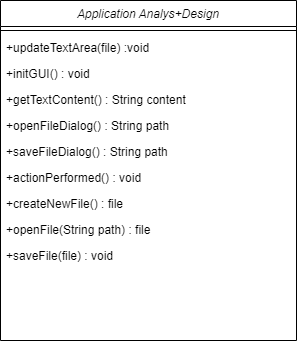 Application Analys+Design
+updateTextArea(file) :void
+initGUI() : void
+getTextContent() : String content
+openFileDialog() : String path
+saveFileDialog() : String path
+actionPerformed() : void
+createNewFile() : file
+openFile(String path) : file
+saveFile(file) : void